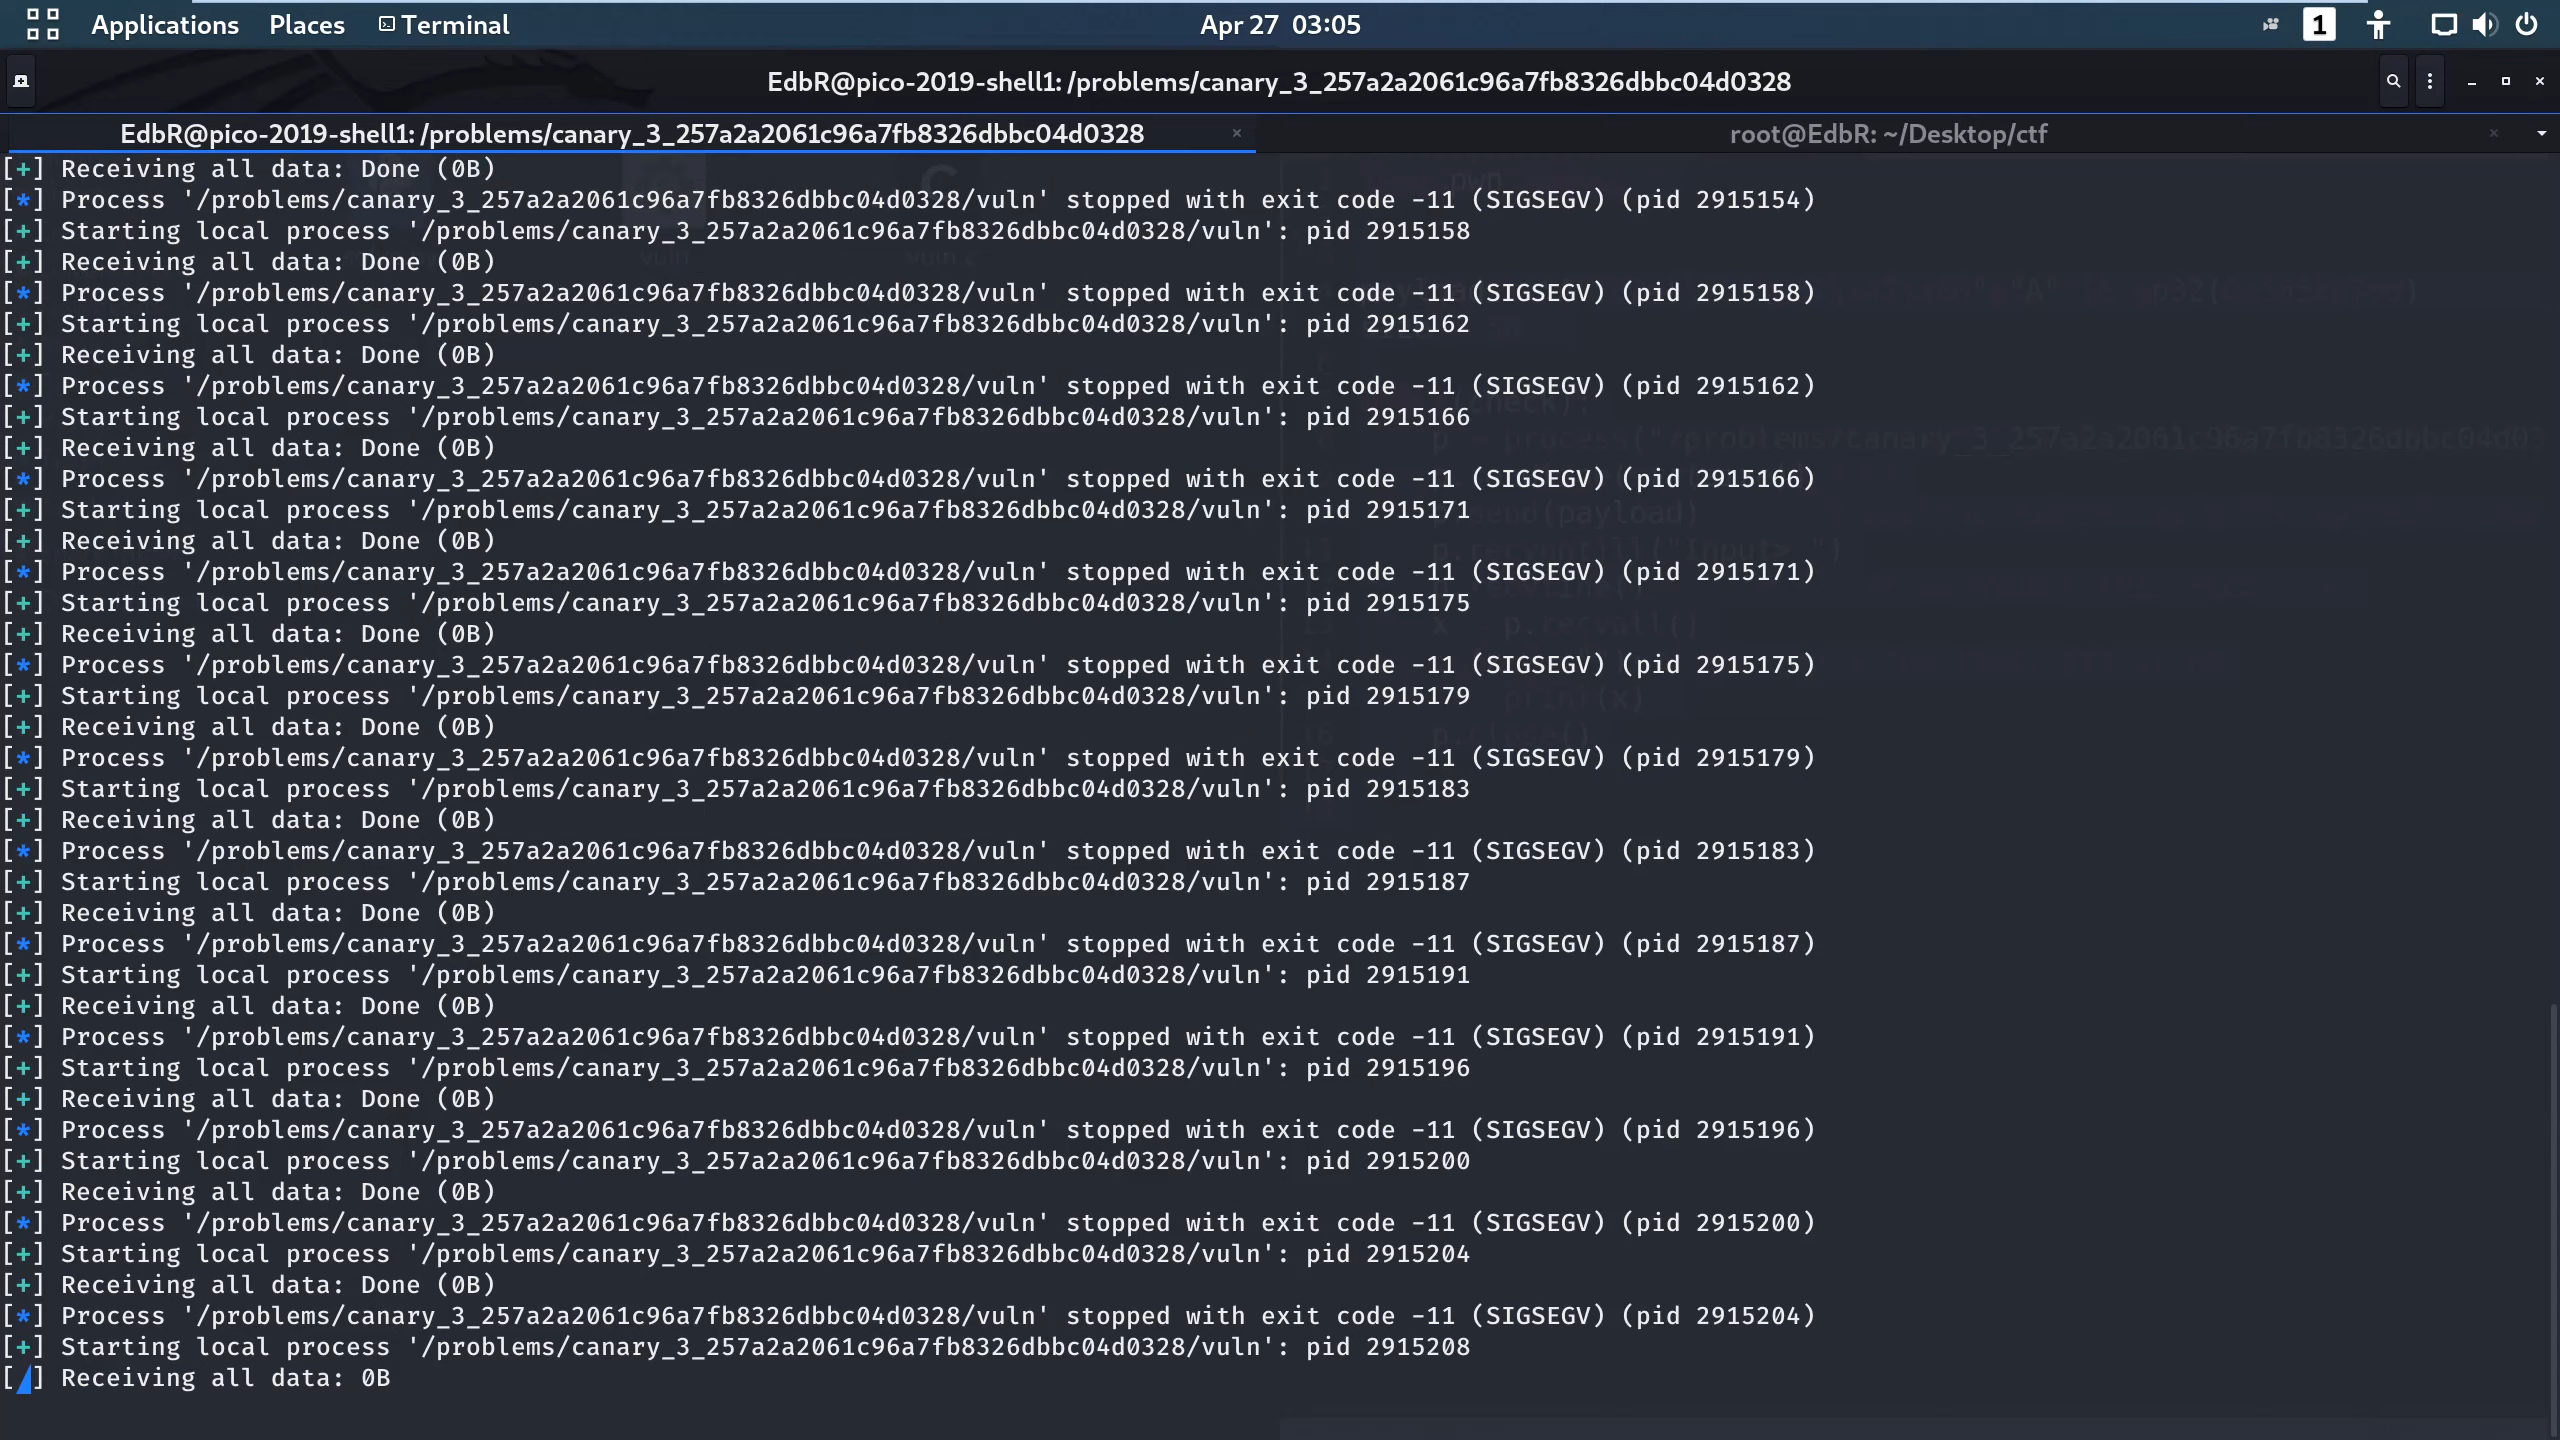 Applications Places Terminal Apr 27 03:05 1
EdbR@pico-2019-shell1: /problems/canary_3_257a2a2061c96a7fb8326dbbc04d0328
EdbR@pico-2019-shell1: /problems/canary_3_257a2a2061c96a7fb8326dbbc04d0328 × root@EdbR: ~/Desktop/ctf ×
[+] Receiving all data: Done (0B)
[*] Process '/problems/canary_3_257a2a2061c96a7fb8326dbbc04d0328/vuln' stopped with exit code -11 (SIGSEGV) (pid 2915154)
[+] Starting local process '/problems/canary_3_257a2a2061c96a7fb8326dbbc04d0328/vuln': pid 2915158
[+] Receiving all data: Done (0B)
[*] Process '/problems/canary_3_257a2a2061c96a7fb8326dbbc04d0328/vuln' stopped with exit code -11 (SIGSEGV) (pid 2915158)
[+] Starting local process '/problems/canary_3_257a2a2061c96a7fb8326dbbc04d0328/vuln': pid 2915162
[+] Receiving all data: Done (0B)
[*] Process '/problems/canary_3_257a2a2061c96a7fb8326dbbc04d0328/vuln' stopped with exit code -11 (SIGSEGV) (pid 2915162)
[+] Starting local process '/problems/canary_3_257a2a2061c96a7fb8326dbbc04d0328/vuln': pid 2915166
[+] Receiving all data: Done (0B)
[*] Process '/problems/canary_3_257a2a2061c96a7fb8326dbbc04d0328/vuln' stopped with exit code -11 (SIGSEGV) (pid 2915166)
[+] Starting local process '/problems/canary_3_257a2a2061c96a7fb8326dbbc04d0328/vuln': pid 2915171
[+] Receiving all data: Done (0B)
[*] Process '/problems/canary_3_257a2a2061c96a7fb8326dbbc04d0328/vuln' stopped with exit code -11 (SIGSEGV) (pid 2915171)
[+] Starting local process '/problems/canary_3_257a2a2061c96a7fb8326dbbc04d0328/vuln': pid 2915175
[+] Receiving all data: Done (0B)
[*] Process '/problems/canary_3_257a2a2061c96a7fb8326dbbc04d0328/vuln' stopped with exit code -11 (SIGSEGV) (pid 2915175)
[+] Starting local process '/problems/canary_3_257a2a2061c96a7fb8326dbbc04d0328/vuln': pid 2915179
[+] Receiving all data: Done (0B)
[*] Process '/problems/canary_3_257a2a2061c96a7fb8326dbbc04d0328/vuln' stopped with exit code -11 (SIGSEGV) (pid 2915179)
[+] Starting local process '/problems/canary_3_257a2a2061c96a7fb8326dbbc04d0328/vuln': pid 2915183
[+] Receiving all data: Done (0B)
[*] Process '/problems/canary_3_257a2a2061c96a7fb8326dbbc04d0328/vuln' stopped with exit code -11 (SIGSEGV) (pid 2915183)
[+] Starting local process '/problems/canary_3_257a2a2061c96a7fb8326dbbc04d0328/vuln': pid 2915187
[+] Receiving all data: Done (0B)
[*] Process '/problems/canary_3_257a2a2061c96a7fb8326dbbc04d0328/vuln' stopped with exit code -11 (SIGSEGV) (pid 2915187)
[+] Starting local process '/problems/canary_3_257a2a2061c96a7fb8326dbbc04d0328/vuln': pid 2915191
[+] Receiving all data: Done (0B)
[*] Process '/problems/canary_3_257a2a2061c96a7fb8326dbbc04d0328/vuln' stopped with exit code -11 (SIGSEGV) (pid 2915191)
[+] Starting local process '/problems/canary_3_257a2a2061c96a7fb8326dbbc04d0328/vuln': pid 2915196
[+] Receiving all data: Done (0B)
[*] Process '/problems/canary_3_257a2a2061c96a7fb8326dbbc04d0328/vuln' stopped with exit code -11 (SIGSEGV) (pid 2915196)
[+] Starting local process '/problems/canary_3_257a2a2061c96a7fb8326dbbc04d0328/vuln': pid 2915200
[+] Receiving all data: Done (0B)
[*] Process '/problems/canary_3_257a2a2061c96a7fb8326dbbc04d0328/vuln' stopped with exit code -11 (SIGSEGV) (pid 2915200)
[+] Starting local process '/problems/canary_3_257a2a2061c96a7fb8326dbbc04d0328/vuln': pid 2915204
[+] Receiving all data: Done (0B)
[*] Process '/problems/canary_3_257a2a2061c96a7fb8326dbbc04d0328/vuln' stopped with exit code -11 (SIGSEGV) (pid 2915204)
[+] Starting local process '/problems/canary_3_257a2a2061c96a7fb8326dbbc04d0328/vuln': pid 2915208
[/] Receiving all data: 0B